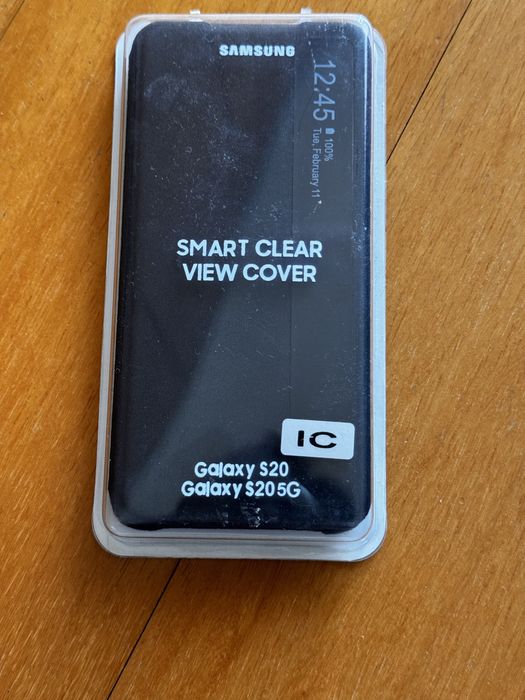 SAMSUNG
12:45
100%
Tue, February 11
SMART CLEAR
VIEW COVER
IC
Galaxy S20
Galaxy S20 5G